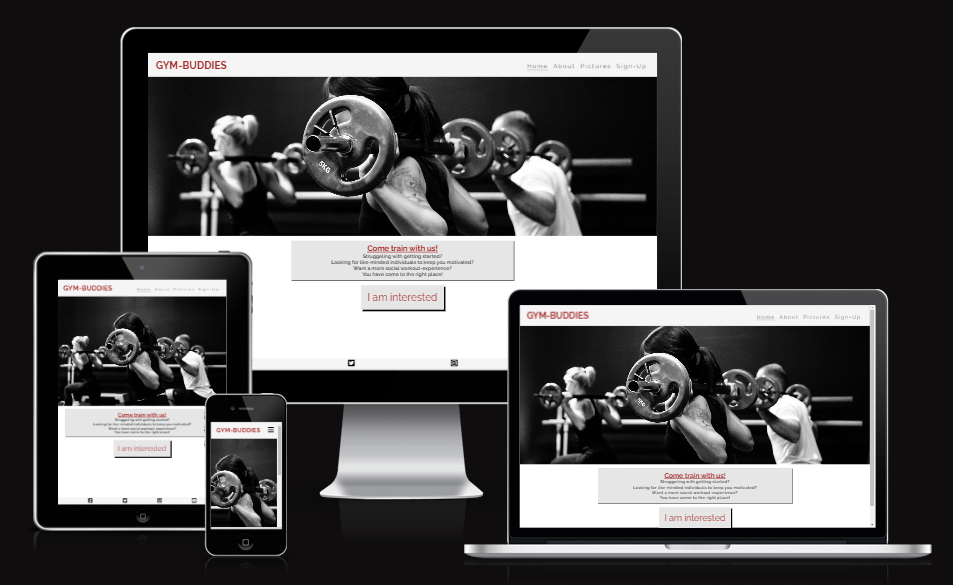 GYM-BUDDIES
Home About Pictures Sign-Up
5KG
Come train with us!
Struggeling with getting started?
Looking for like-minded individuals to keep you motivated?
Want a more social workout-experience?
You have come to the right place!
I am interested
GYM-BUDDIES
Home About Pictures Sign-Up
Come train with us!
Struggeling with getting started?
Looking for like-minded individuals to keep you motivated?
Want a more social workout-experience?
You have come to the right place!
I am interested
GYM-BUDDIES
GYM-BUDDIES
Home About Pictures Sign-Up
Come train with us!
Struggeling with getting started?
Looking for like-minded individuals to keep you motivated?
Want a more social workout-experience?
You have come to the right place!
I am interested